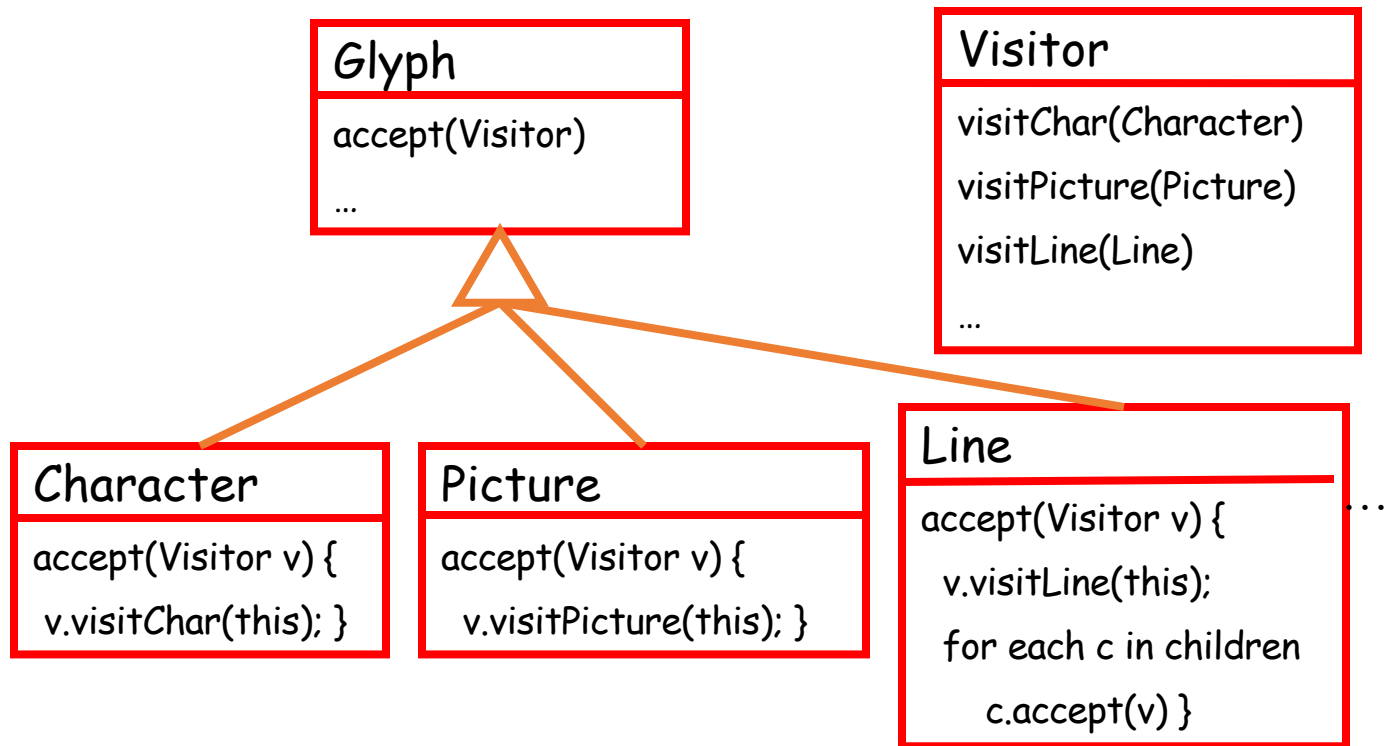 Glyph
accept(Visitor)
...
Visitor
visitChar(Character)
visitPicture(Picture)
visitLine(Line)
...
Character
accept(Visitor v) {
v.visitChar(this); }
Picture
accept(Visitor v) {
v.visitPicture(this); }
Line
accept(Visitor v) {
v.visitLine(this);
for each c in children
c.accept(v) }
...